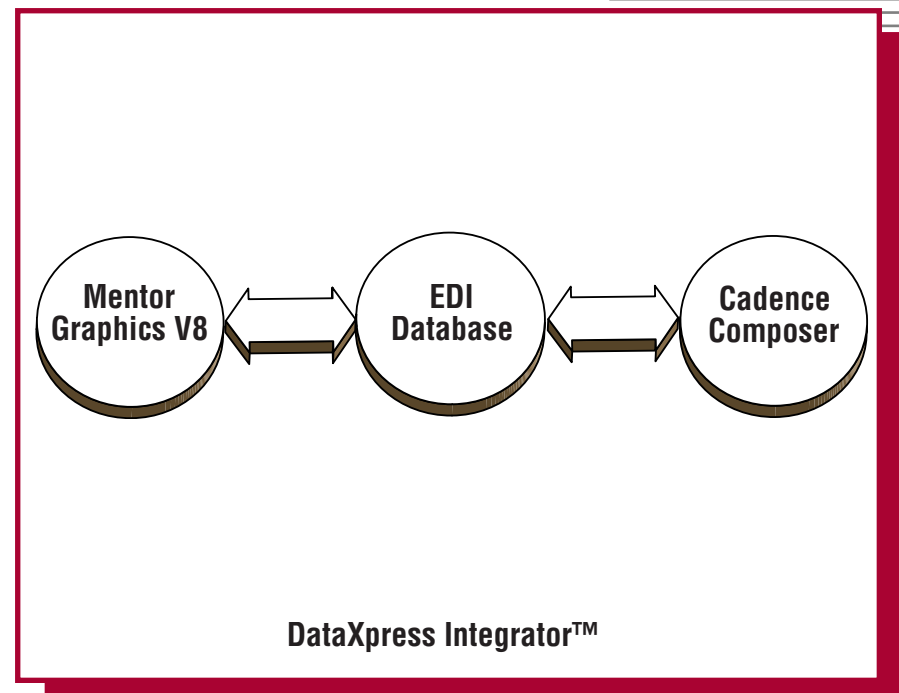 Mentor
Graphics V8
EDI
Database
Cadence
Composer
DataXpress Integrator™